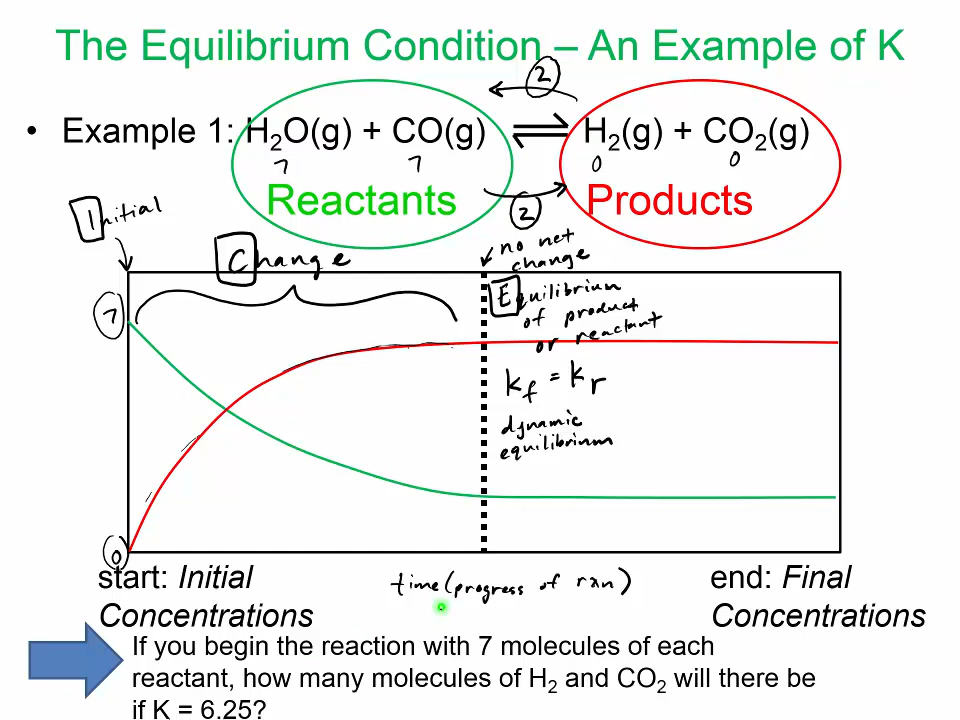 The Equilibrium Condition – An Example of K
2
• Example 1: H₂O(g) + CO(g) ⇌ H₂(g) + CO₂(g)
7 7 0 0
Reactants Products
2
Initial
Change
no net
change
Equilibrium
of product
or reactant
7
kf = kr
dynamic
equilibrium
0
start: Initial
Concentrations
time (progress of rxn)
end: Final
Concentrations
If you begin the reaction with 7 molecules of each
reactant, how many molecules of H₂ and CO₂ will there be
if K = 6.25?